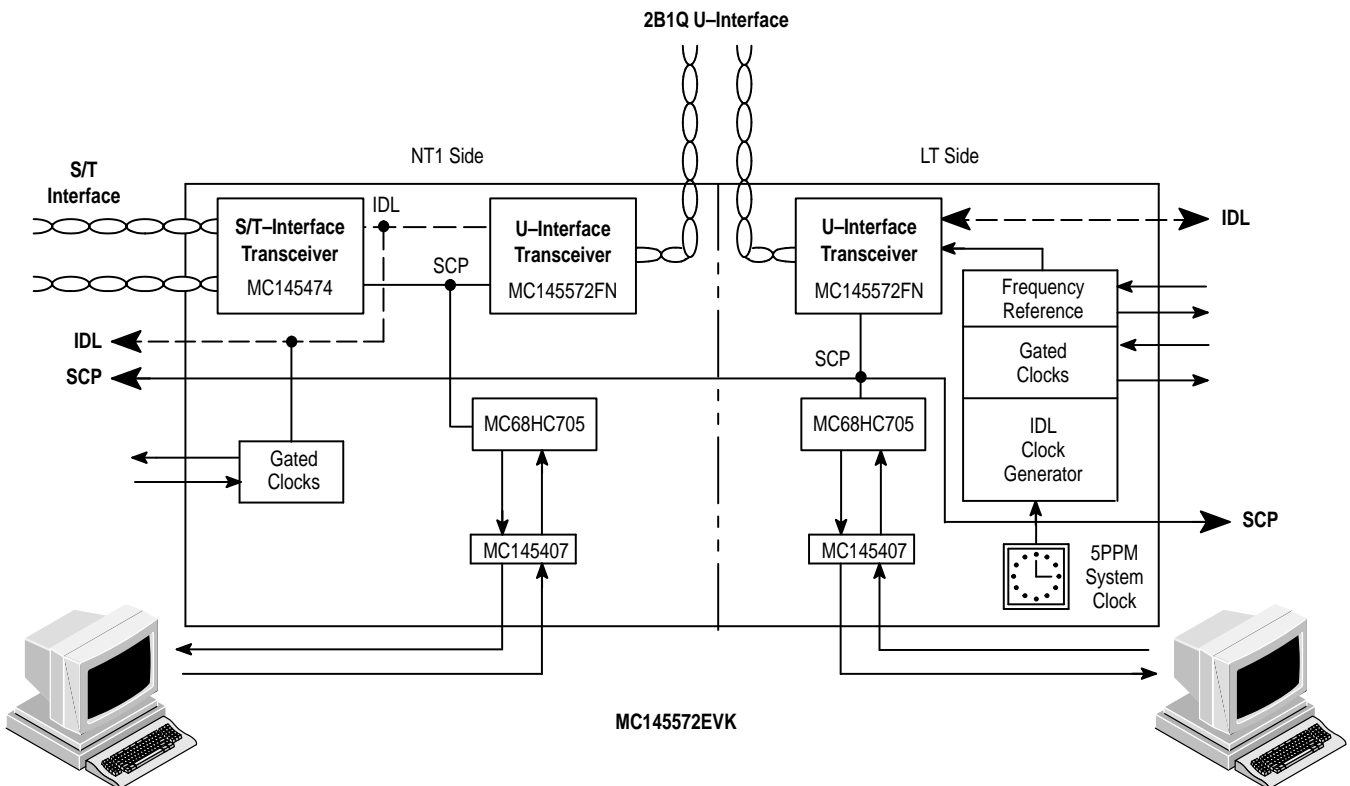 2B1Q U–Interface
NT1 Side
LT Side
S/T
Interface
IDL
S/T–Interface
Transceiver
MC145474
SCP
U–Interface
Transceiver
MC145572FN
U–Interface
Transceiver
MC145572FN
IDL
Frequency
Reference
Gated
Clocks
IDL
Clock
Generator
IDL
SCP
SCP
MC68HC705
MC68HC705
Gated
Clocks
SCP
MC145407
MC145407
5PPM
System
Clock
MC145572EVK